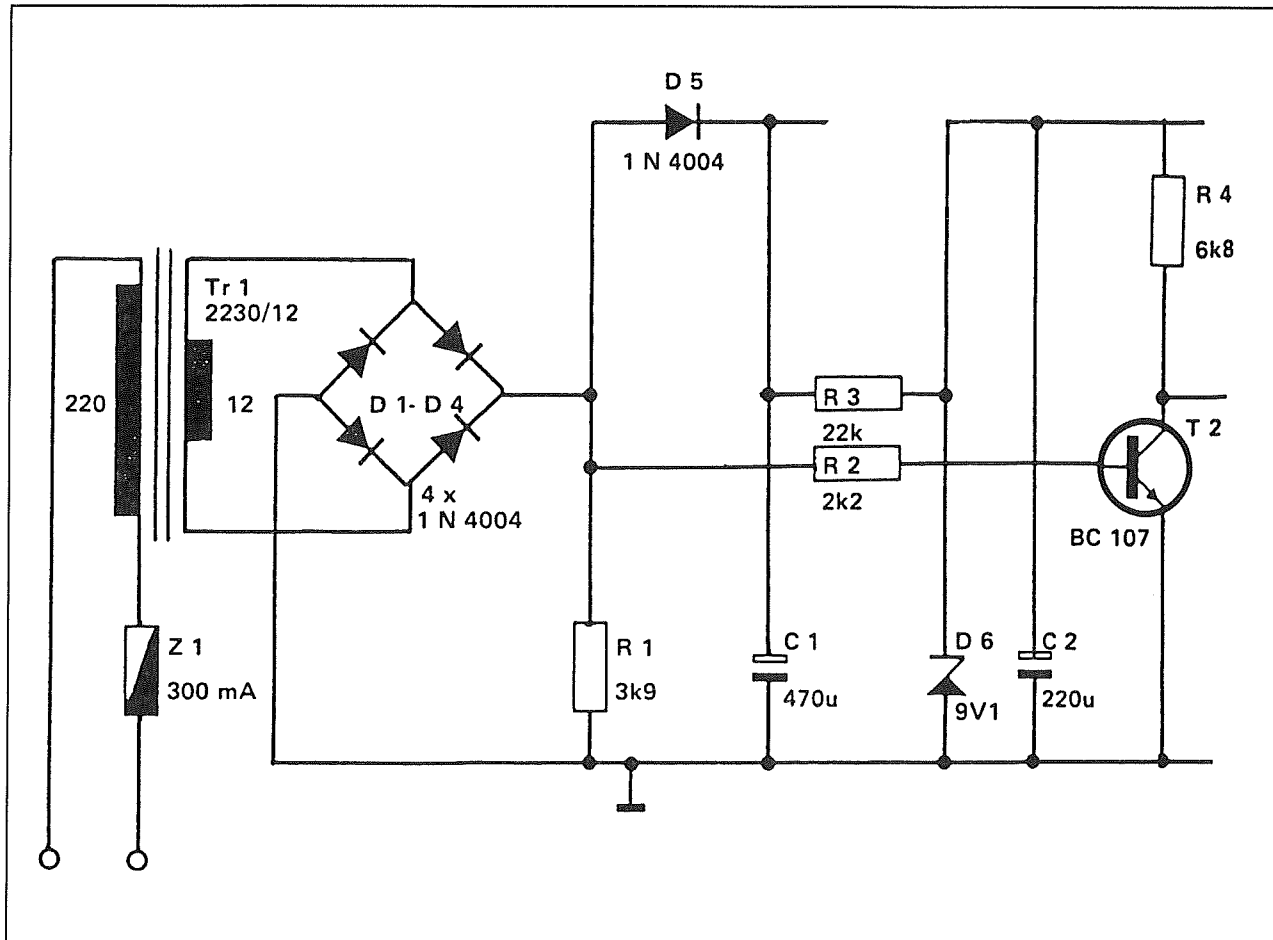 D 5
1 N 4004
R 4
6k8
Tr 1
2230/12
220
12
D 1- D 4
4 x
1 N 4004
R 3
22k
R 2
2k2
T 2
BC 107
Z 1
300 mA
R 1
3k9
C 1
470u
D 6
9V1
C 2
220u